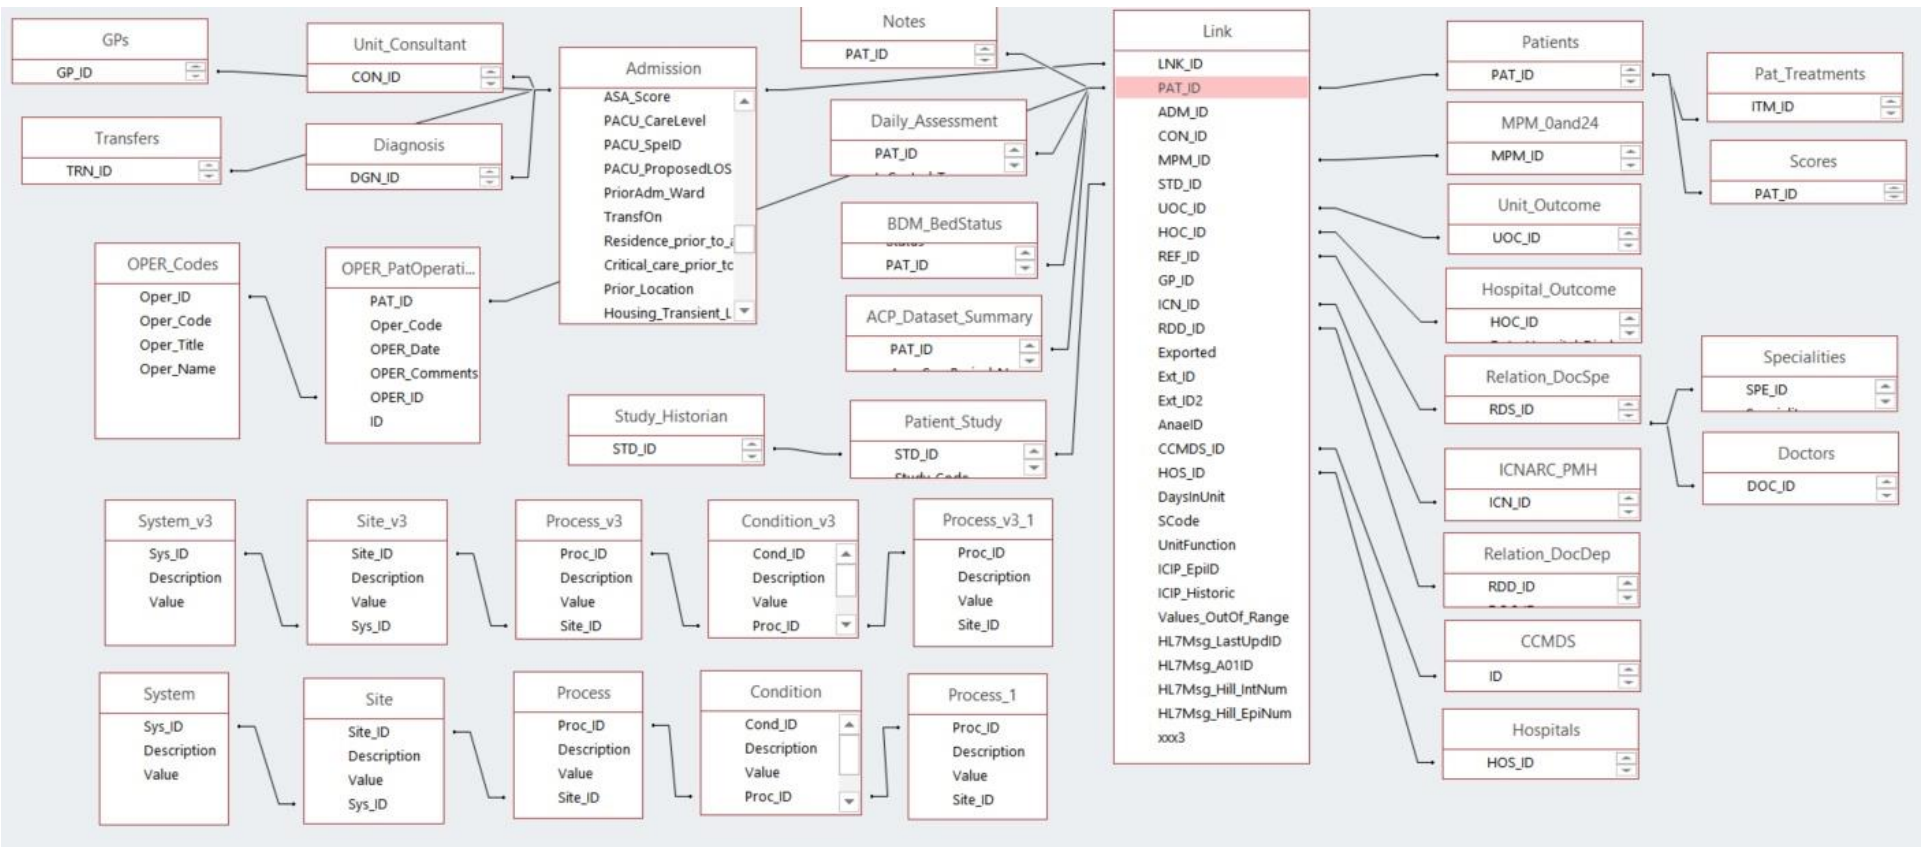 GPs
GP_ID
Unit_Consultant
CON_ID
Transfers
TRN_ID
Diagnosis
DGN_ID
Admission
ASA_Score
PACU_CareLevel
PACU_SpeID
PACU_ProposedLOS
PriorAdm_Ward
TransfOn
Residence_prior_to_a
Critical_care_prior_to
Prior_Location
Housing_Transient_L
Notes
PAT_ID
Daily_Assessment
PAT_ID
BDM_BedStatus
PAT_ID
ACP_Dataset_Summary
PAT_ID
OPER_Codes
Oper_ID
Oper_Code
Oper_Title
Oper_Name
OPER_PatOperati...
PAT_ID
Oper_Code
OPER_Date
OPER_Comments
OPER_ID
ID
Study_Historian
STD_ID
Patient_Study
STD_ID
Study_Code
Link
LNK_ID
PAT_ID
ADM_ID
CON_ID
MPM_ID
STD_ID
UOC_ID
HOC_ID
REF_ID
GP_ID
ICN_ID
RDD_ID
Exported
Ext_ID
Ext_ID2
AnaeID
CCMDS_ID
HOS_ID
DaysInUnit
SCode
UnitFunction
ICIP_EpiID
ICIP_Historic
Values_OutOf_Range
HL7Msg_LastUpdID
HL7Msg_A01ID
HL7Msg_Hill_IntNum
HL7Msg_Hill_EpiNum
xxx3
Patients
PAT_ID
MPM_0and24
MPM_ID
Unit_Outcome
UOC_ID
Hospital_Outcome
HOC_ID
Relation_DocSpe
RDS_ID
ICNARC_PMH
ICN_ID
Relation_DocDep
RDD_ID
CCMDS
ID
Hospitals
HOS_ID
Pat_Treatments
ITM_ID
Scores
PAT_ID
Specialities
SPE_ID
Doctors
DOC_ID
System_v3
Sys_ID
Description
Value
Site_v3
Site_ID
Description
Value
Sys_ID
Process_v3
Proc_ID
Description
Value
Site_ID
Condition_v3
Cond_ID
Description
Value
Proc_ID
Process_v3_1
Proc_ID
Description
Value
Site_ID
System
Sys_ID
Description
Value
Site
Site_ID
Description
Value
Sys_ID
Process
Proc_ID
Description
Value
Site_ID
Condition
Cond_ID
Description
Value
Proc_ID
Process_1
Proc_ID
Description
Value
Site_ID